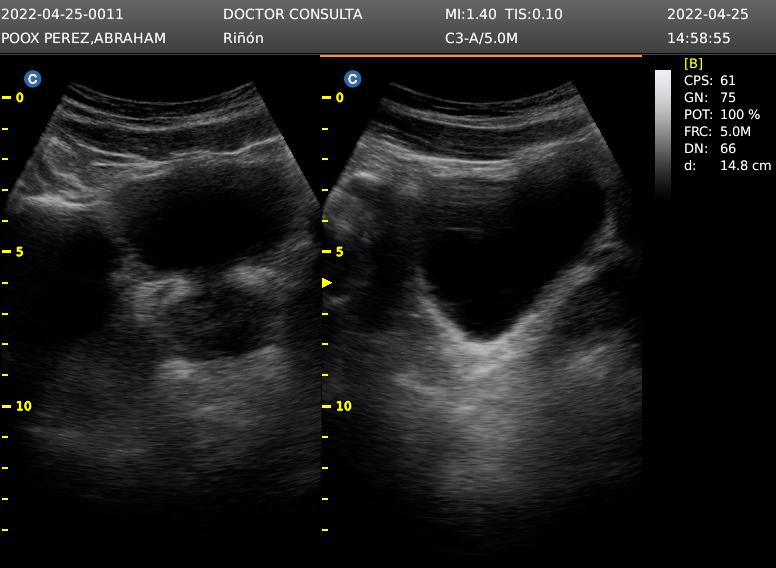 2022-04-25-0011 DOCTOR CONSULTA MI:1.40 TIS:0.10 2022-04-25
POOX PEREZ,ABRAHAM Riñón C3-A/5.0M 14:58:55
C C [B]
0 0 CPS: 61
GN: 75
POT: 100 %
FRC: 5.0M
DN: 66
d: 14.8 cm
5 5
10 10